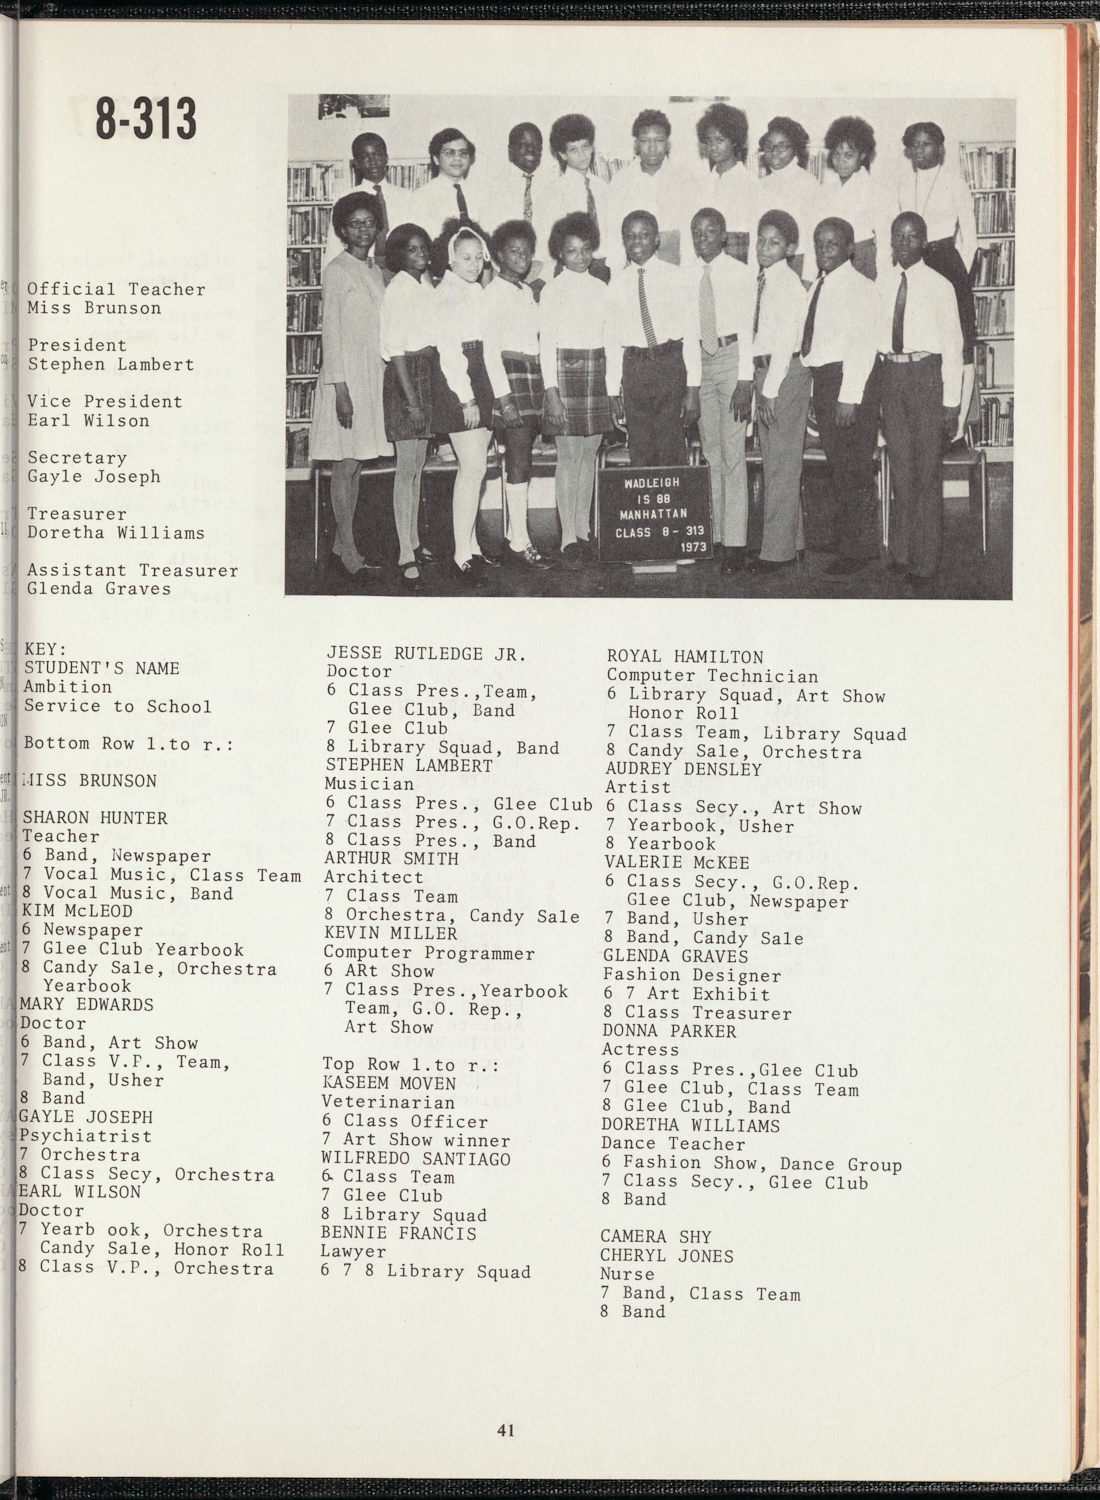 8-313
Official Teacher
Miss Brunson
President
Stephen Lambert
Vice President
Earl Wilson
Secretary
Gayle Joseph
Treasurer
Doretha Williams
Assistant Treasurer
Glenda Graves
WADLEIGH
IS 88
MANHATTAN
CLASS 8- 313
1973
KEY:
STUDENT'S NAME
Ambition
Service to School
Bottom Row l.to r.:
MISS BRUNSON
SHARON HUNTER
Teacher
6 Band, Newspaper
7 Vocal Music, Class Team
8 Vocal Music, Band
KIM McLEOD
6 Newspaper
7 Glee Club Yearbook
8 Candy Sale, Orchestra
Yearbook
MARY EDWARDS
Doctor
6 Band, Art Show
7 Class V.P., Team,
Band, Usher
8 Band
GAYLE JOSEPH
Psychiatrist
7 Orchestra
8 Class Secy, Orchestra
EARL WILSON
Doctor
7 Yearb ook, Orchestra
Candy Sale, Honor Roll
8 Class V.P., Orchestra
JESSE RUTLEDGE JR.
Doctor
6 Class Pres.,Team,
Glee Club, Band
7 Glee Club
8 Library Squad, Band
STEPHEN LAMBERT
Musician
6 Class Pres., Glee Club
7 Class Pres., G.O.Rep.
8 Class Pres., Band
ARTHUR SMITH
Architect
7 Class Team
8 Orchestra, Candy Sale
KEVIN MILLER
Computer Programmer
6 ARt Show
7 Class Pres.,Yearbook
Team, G.O. Rep.,
Art Show
Top Row l.to r.:
KASEEM MOVEN
Veterinarian
6 Class Officer
7 Art Show winner
WILFREDO SANTIAGO
6 Class Team
7 Glee Club
8 Library Squad
BENNIE FRANCIS
Lawyer
6 7 8 Library Squad
ROYAL HAMILTON
Computer Technician
6 Library Squad, Art Show
Honor Roll
7 Class Team, Library Squad
8 Candy Sale, Orchestra
AUDREY DENSLEY
Artist
6 Class Secy., Art Show
7 Yearbook, Usher
8 Yearbook
VALERIE McKEE
6 Class Secy., G.O.Rep.
Glee Club, Newspaper
7 Band, Usher
8 Band, Candy Sale
GLENDA GRAVES
Fashion Designer
6 7 Art Exhibit
8 Class Treasurer
DONNA PARKER
Actress
6 Class Pres.,Glee Club
7 Glee Club, Class Team
8 Glee Club, Band
DORETHA WILLIAMS
Dance Teacher
6 Fashion Show, Dance Group
7 Class Secy., Glee Club
8 Band
CAMERA SHY
CHERYL JONES
Nurse
7 Band, Class Team
8 Band
41